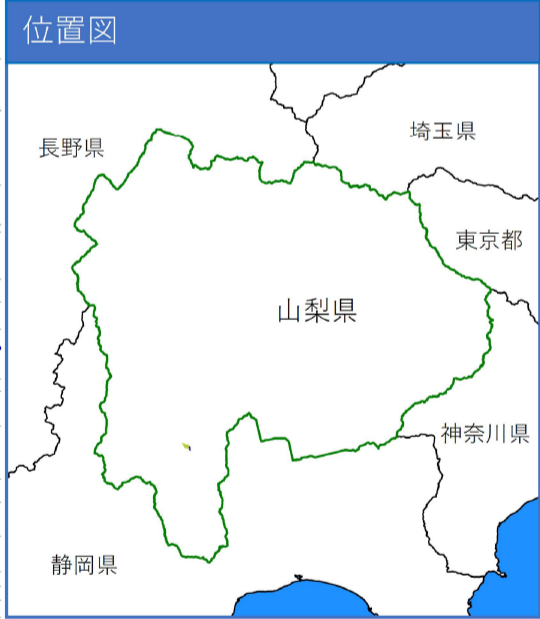 位置図
埼玉県
長野県
東京都
山梨県
神奈川県
静岡県